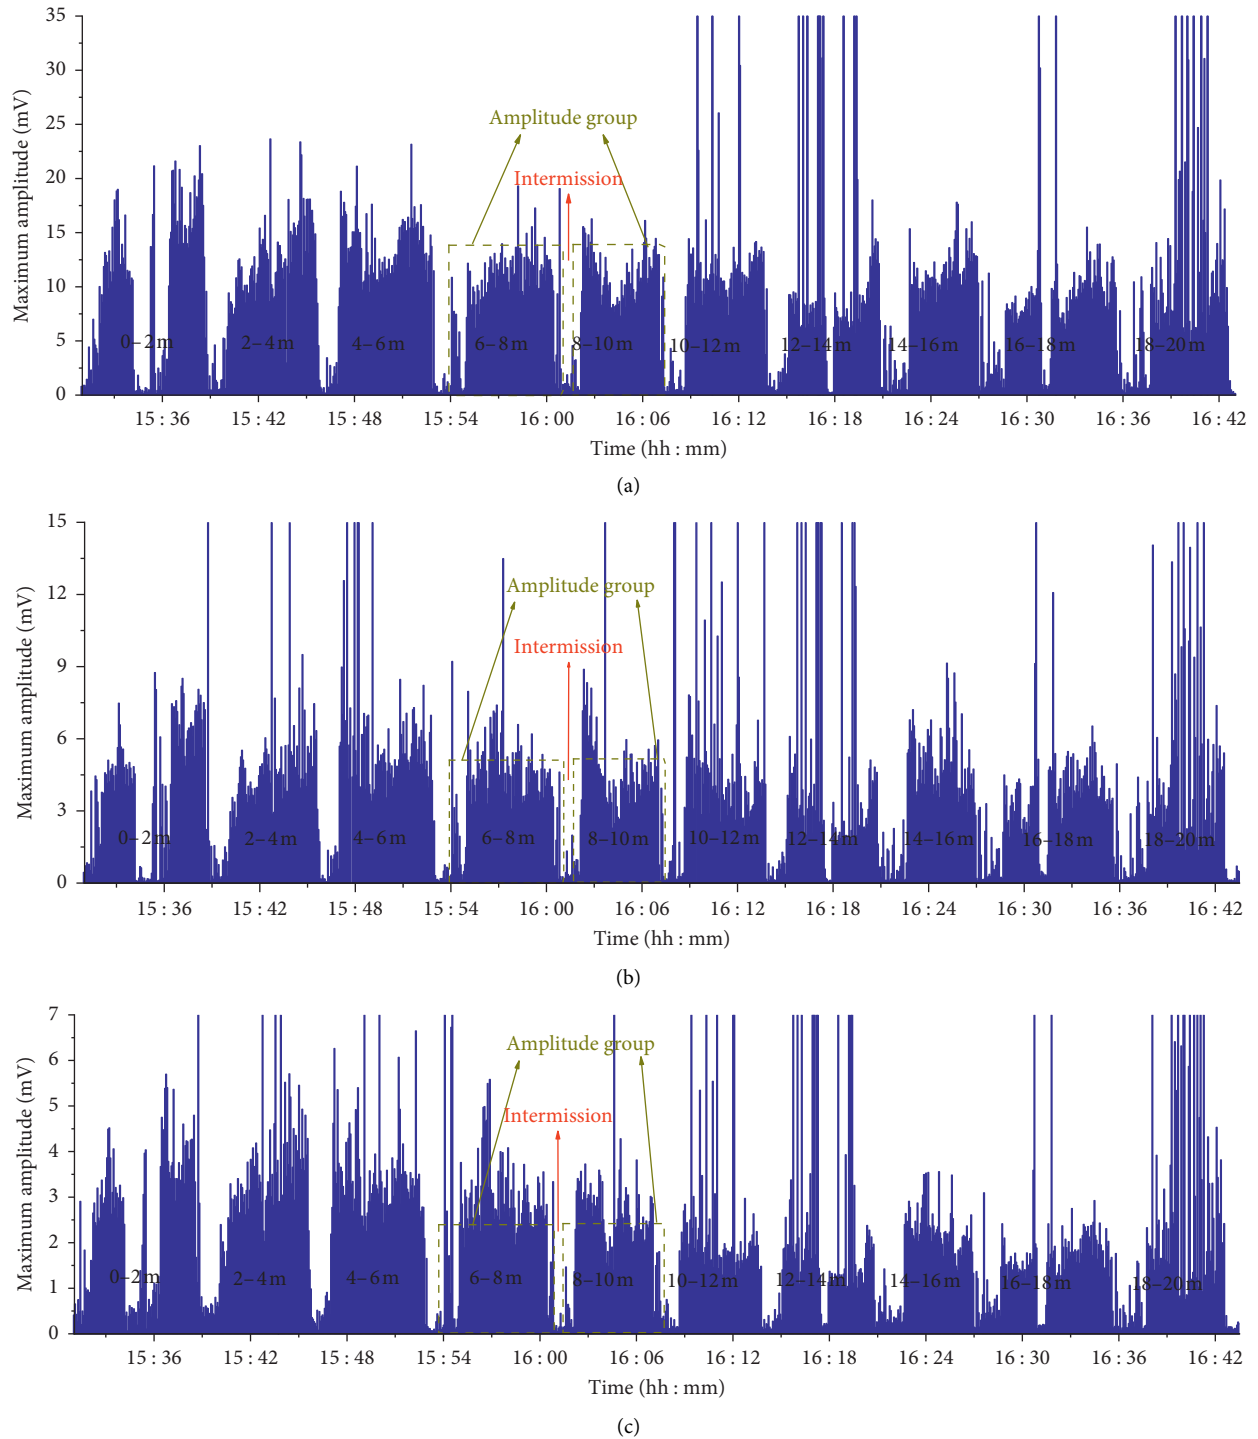 35
30
25
20
15
10
5
0
Maximum amplitude (mV)
Amplitude group
Intermission
0–2 m
2–4 m
4–6 m
6–8 m
8–10 m
10–12 m
12–14 m
14–16 m
16–18 m
18–20 m
15 : 36
15 : 42
15 : 48
15 : 54
16 : 00
16 : 06
16 : 12
16 : 18
16 : 24
16 : 30
16 : 36
16 : 42
Time (hh : mm)
(a)
15
12
9
6
3
0
Maximum amplitude (mV)
Amplitude group
Intermission
0–2 m
2–4 m
4–6 m
6–8 m
8–10 m
10–12 m
12–14 m
14–16 m
16–18 m
18–20 m
15 : 36
15 : 42
15 : 48
15 : 54
16 : 00
16 : 06
16 : 12
16 : 18
16 : 24
16 : 30
16 : 36
16 : 42
Time (hh : mm)
(b)
7
6
5
4
3
2
1
0
Maximum amplitude (mV)
Amplitude group
Intermission
0–2 m
2–4 m
4–6 m
6–8 m
8–10 m
10–12 m
12–14 m
14–16 m
16–18 m
18–20 m
15 : 36
15 : 42
15 : 48
15 : 54
16 : 00
16 : 06
16 : 12
16 : 18
16 : 24
16 : 30
16 : 36
16 : 42
Time (hh : mm)
(c)